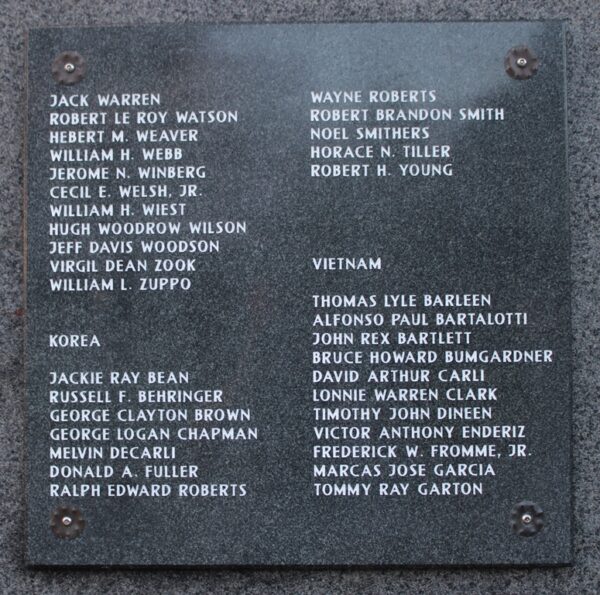 JACK WARREN
ROBERT LE ROY WATSON
HEBERT M. WEAVER
WILLIAM H. WEBB
JEROME N. WINBERG
CECIL E. WELSH, JR.
WILLIAM H. WIEST
HUGH WOODROW WILSON
JEFF DAVIS WOODSON
VIRGIL DEAN ZOOK
WILLIAM L. ZUPPO
KOREA
JACKIE RAY BEAN
RUSSELL F. BEHRINGER
GEORGE CLAYTON BROWN
GEORGE LOGAN CHAPMAN
MELVIN DECARLI
DONALD A. FULLER
RALPH EDWARD ROBERTS
WAYNE ROBERTS
ROBERT BRANDON SMITH
NOEL SMITHERS
HORACE N. TILLER
ROBERT H. YOUNG
VIETNAM
THOMAS LYLE BARLEEN
ALFONSO PAUL BARTALOTTI
JOHN REX BARTLETT
BRUCE HOWARD BUMGARDNER
DAVID ARTHUR CARLI
LONNIE WARREN CLARK
TIMOTHY JOHN DINEEN
VICTOR ANTHONY ENDERIZ
FREDERICK W. FROMME, JR.
MARCAS JOSE GARCIA
TOMMY RAY GARTON